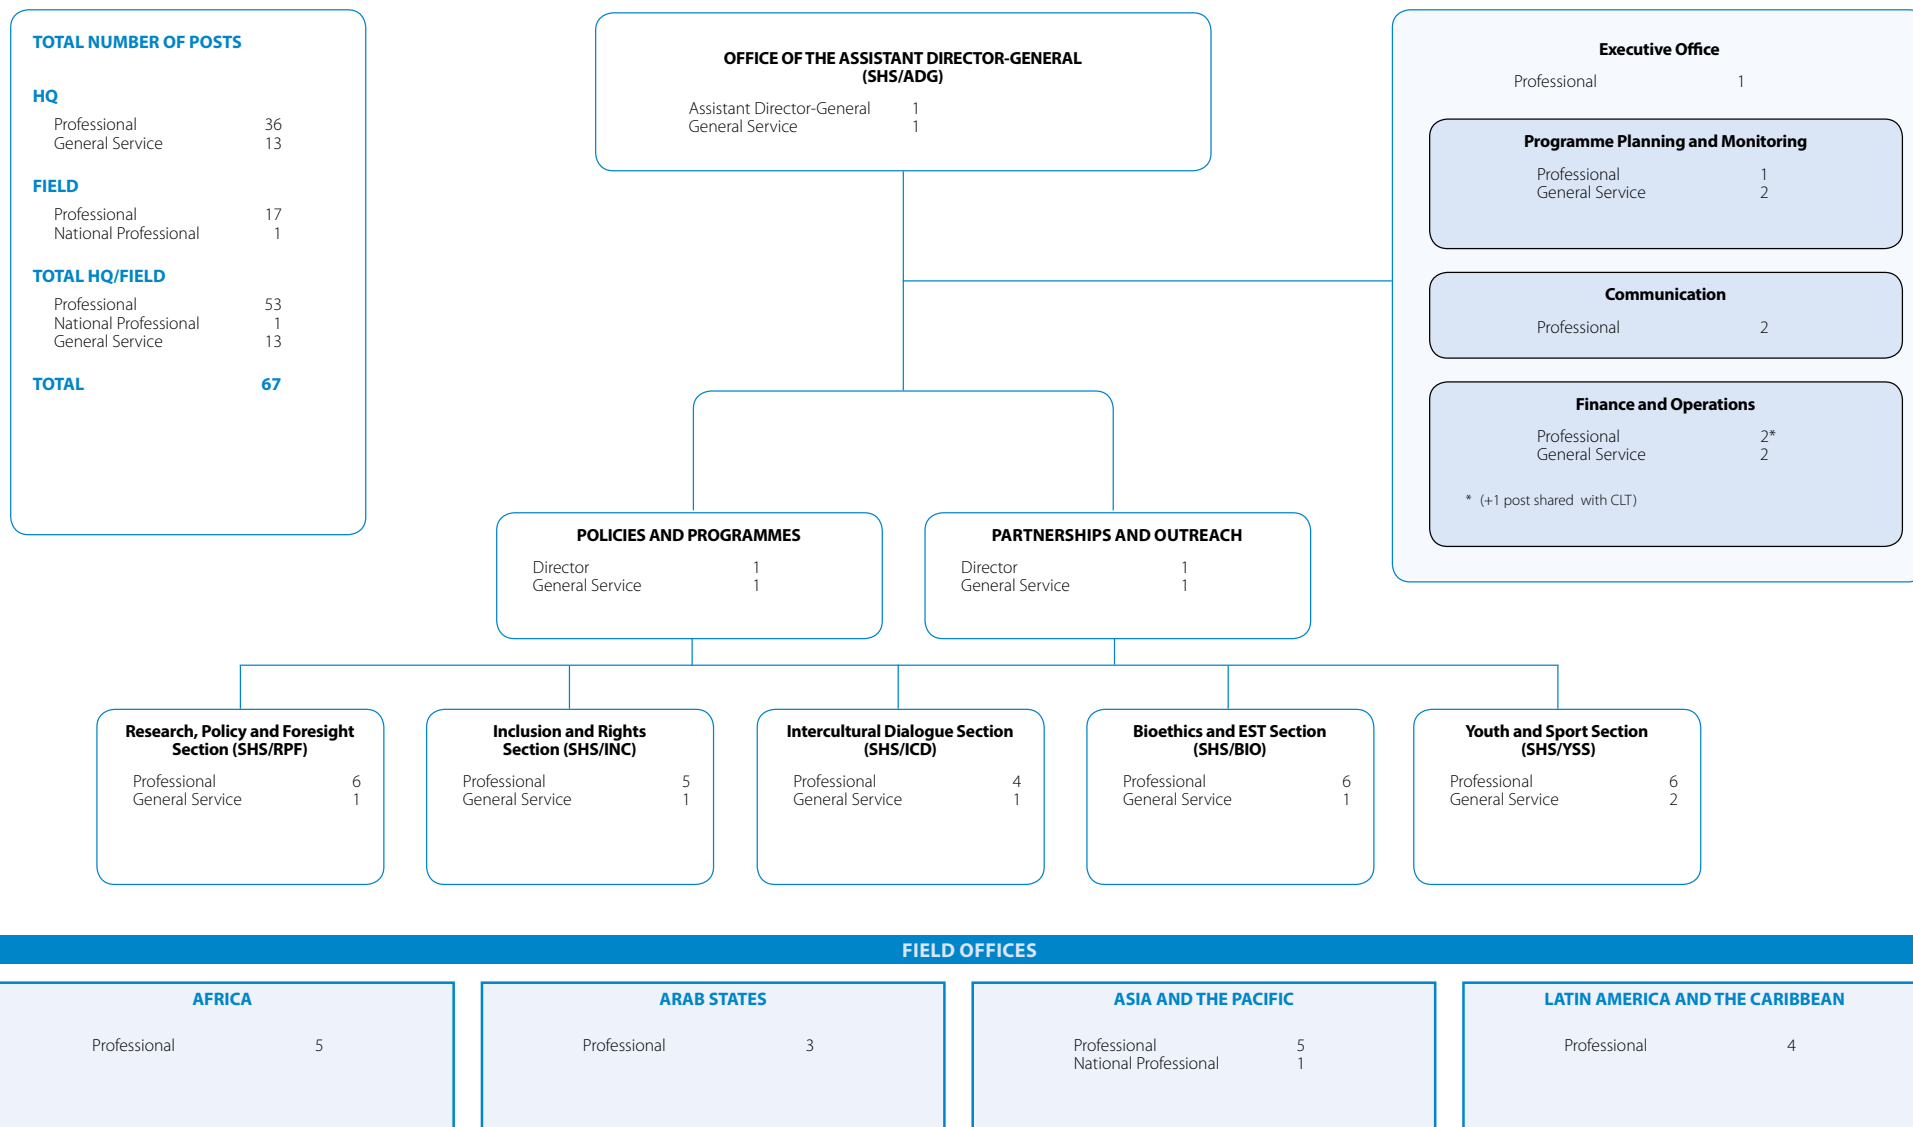 TOTAL NUMBER OF POSTS
HQ
Professional 36
General Service 13
FIELD
Professional 17
National Professional 1
TOTAL HQ/FIELD
Professional 53
National Professional 1
General Service 13
TOTAL 67
OFFICE OF THE ASSISTANT DIRECTOR-GENERAL
(SHS/ADG)
Assistant Director-General 1
General Service 1
Executive Office
Professional 1
Programme Planning and Monitoring
Professional 1
General Service 2
Communication
Professional 2
Finance and Operations
Professional 2*
General Service 2
* (+1 post shared with CLT)
POLICIES AND PROGRAMMES
Director 1
General Service 1
PARTNERSHIPS AND OUTREACH
Director 1
General Service 1
Research, Policy and Foresight
Section (SHS/RPF)
Professional 6
General Service 1
Inclusion and Rights
Section (SHS/INC)
Professional 5
General Service 1
Intercultural Dialogue Section
(SHS/ICD)
Professional 4
General Service 1
Bioethics and EST Section
(SHS/BIO)
Professional 6
General Service 1
Youth and Sport Section
(SHS/YSS)
Professional 6
General Service 2
FIELD OFFICES
AFRICA
Professional 5
ARAB STATES
Professional 3
ASIA AND THE PACIFIC
Professional 5
National Professional 1
LATIN AMERICA AND THE CARIBBEAN
Professional 4